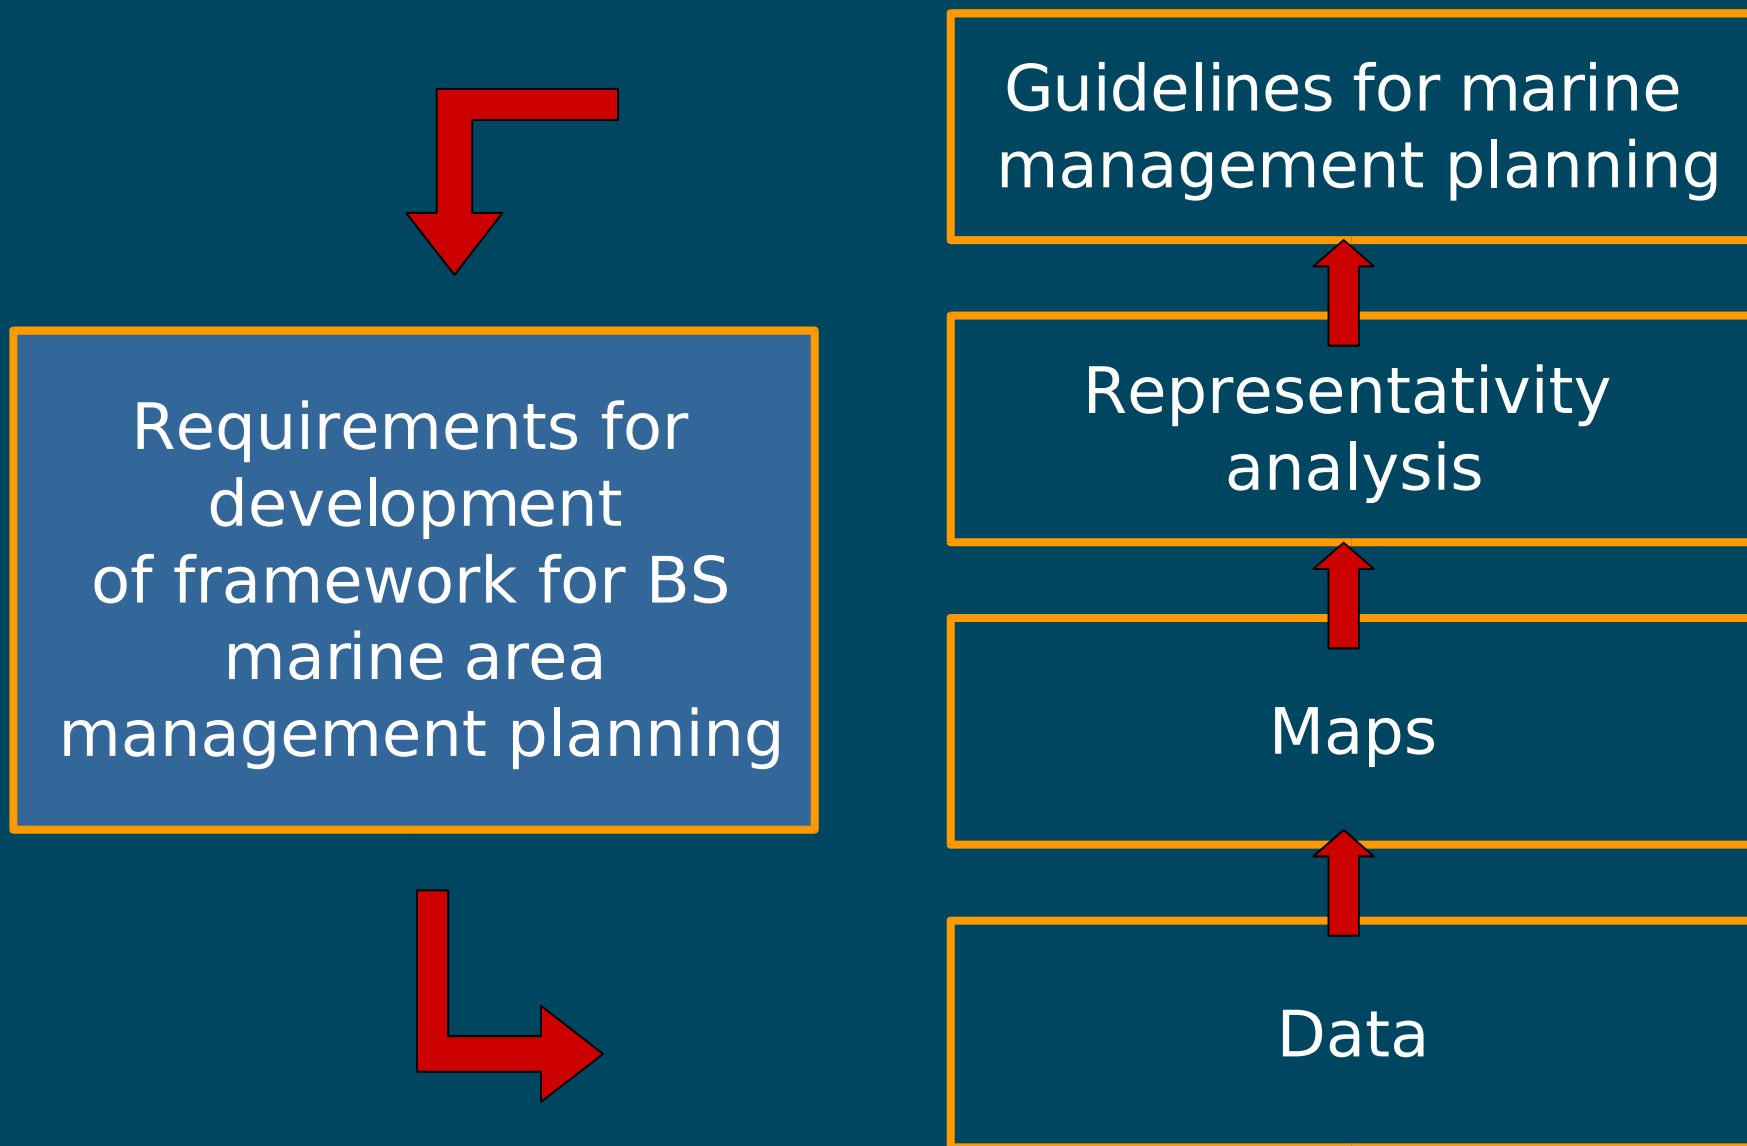 Guidelines for marine
management planning
Requirements for
development
of framework for BS
marine area
management planning
Representativity
analysis
Maps
Data